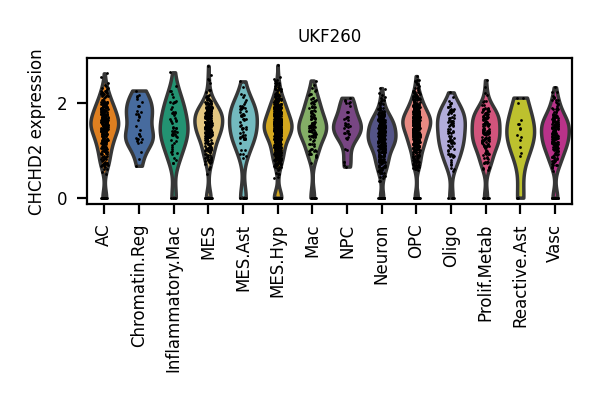 UKF260
CHCHD2 expression
2
0
AC
Chromatin.Reg
Inflammatory.Mac
MES
MES.Ast
MES.Hyp
Mac
NPC
Neuron
OPC
Oligo
Prolif.Metab
Reactive.Ast
Vasc